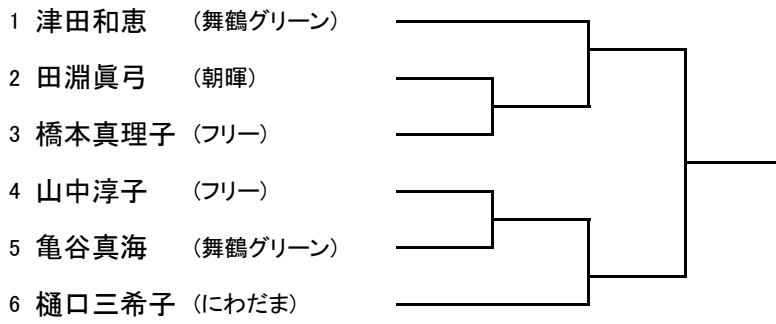 1 津田和恵 (舞鶴グリーン)
2 田淵眞弓 (朝暉)
3 橋本真理子 (フリー)
4 山中淳子 (フリー)
5 亀谷真海 (舞鶴グリーン)
6 樋口三希子 (にわだま)